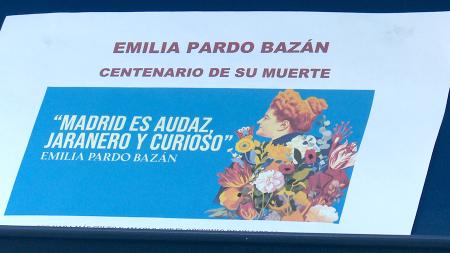 EMILIA PARDO BAZÁN
CENTENARIO DE SU MUERTE
“MADRID ES AUDAZ,
JARANERO Y CURIOSO”
EMILIA PARDO BAZÁN